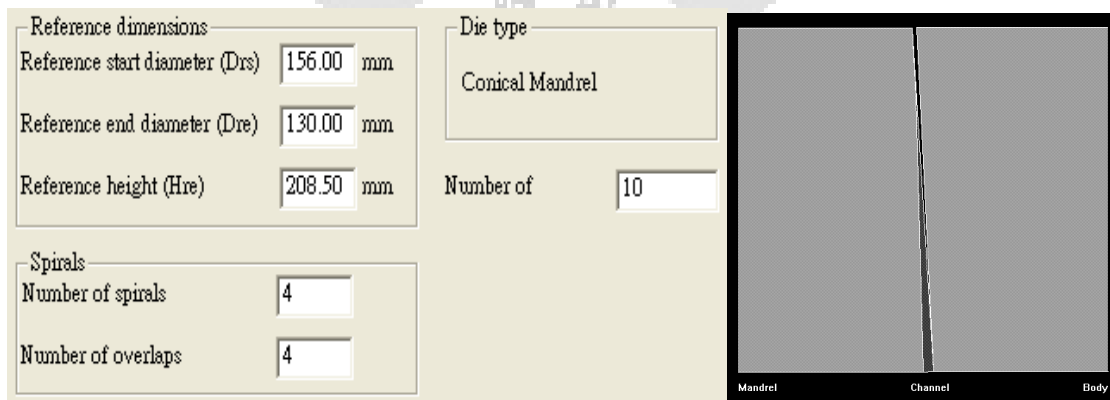 Reference dimensions
Reference start diameter (Drs) 156.00 mm
Reference end diameter (Dre) 130.00 mm
Reference height (Hre) 208.50 mm
Spirals
Number of spirals 4
Number of overlaps 4
Die type
Conical Mandrel
Number of 10
Mandrel Channel Body